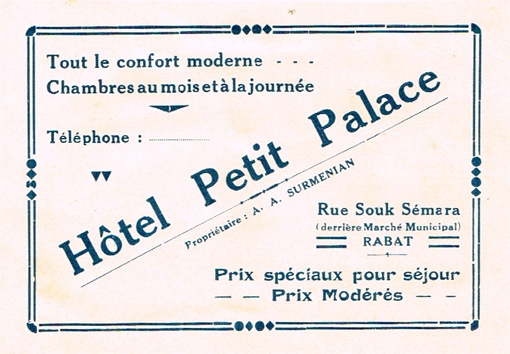 Tout le confort moderne - - -
Chambres au mois et à la journée
Téléphone : ..........
Hôtel Petit Palace
Propriétaire : A. A. SURMENIAN
Rue Souk Sémara
(derrière Marché Municipal)
RABAT
Prix spéciaux pour séjour
— — Prix Modérés — —